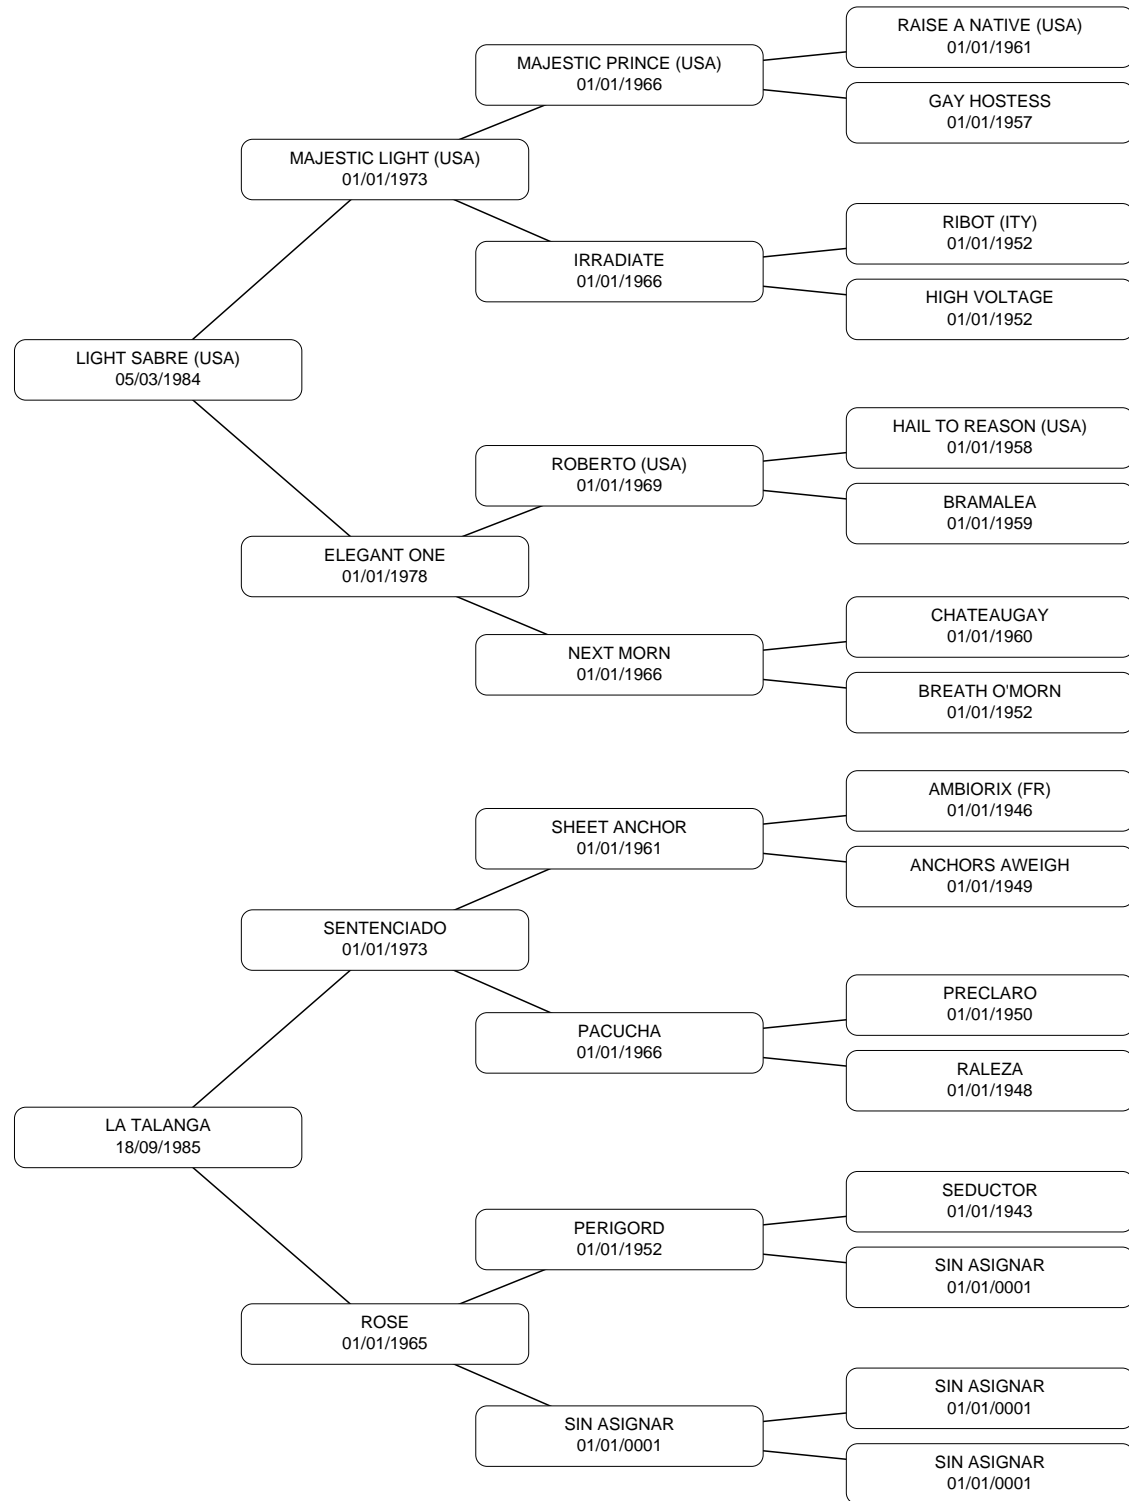 RAISE A NATIVE (USA)
01/01/1961
MAJESTIC PRINCE (USA)
01/01/1966
GAY HOSTESS
01/01/1957
MAJESTIC LIGHT (USA)
01/01/1973
RIBOT (ITY)
01/01/1952
IRRADIATE
01/01/1966
HIGH VOLTAGE
01/01/1952
LIGHT SABRE (USA)
05/03/1984
HAIL TO REASON (USA)
01/01/1958
ROBERTO (USA)
01/01/1969
BRAMALEA
01/01/1959
ELEGANT ONE
01/01/1978
CHATEAUGAY
01/01/1960
NEXT MORN
01/01/1966
BREATH O'MORN
01/01/1952
AMBIORIX (FR)
01/01/1946
SHEET ANCHOR
01/01/1961
ANCHORS AWEIGH
01/01/1949
SENTENCIADO
01/01/1973
PRECLARO
01/01/1950
PACUCHA
01/01/1966
RALEZA
01/01/1948
LA TALANGA
18/09/1985
SEDUCTOR
01/01/1943
PERIGORD
01/01/1952
SIN ASIGNAR
01/01/0001
ROSE
01/01/1965
SIN ASIGNAR
01/01/0001
SIN ASIGNAR
01/01/0001
SIN ASIGNAR
01/01/0001